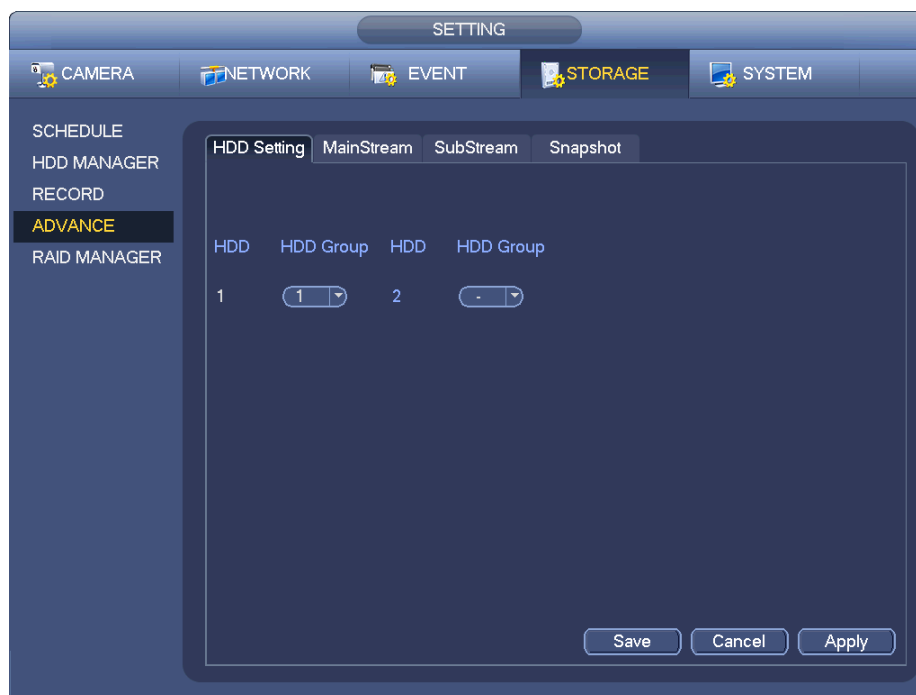 SETTING
CAMERA NETWORK EVENT STORAGE SYSTEM
SCHEDULE
HDD MANAGER
RECORD
ADVANCE
RAID MANAGER
HDD Setting MainStream SubStream Snapshot
HDD HDD Group HDD HDD Group
1 1 2 -
Save Cancel Apply